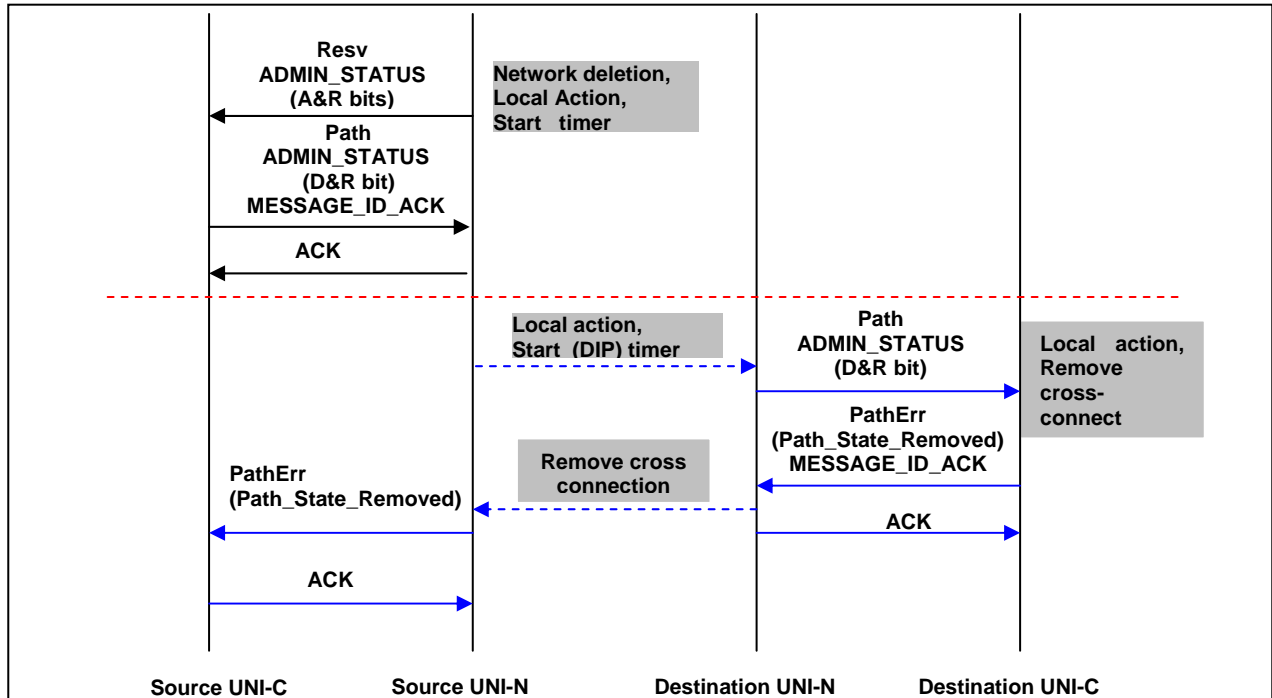 Resv
ADMIN_STATUS
(A&R bits)
Network deletion,
Local Action,
Start timer
Path
ADMIN_STATUS
(D&R bit)
MESSAGE_ID_ACK
ACK
Local action,
Start (DIP) timer
Path
ADMIN_STATUS
(D&R bit)
Local action,
Remove
cross-
connect
PathErr
(Path_State_Removed)
MESSAGE_ID_ACK
Remove cross
connection
PathErr
(Path_State_Removed)
ACK
ACK
Source UNI-C
Source UNI-N
Destination UNI-N
Destination UNI-C